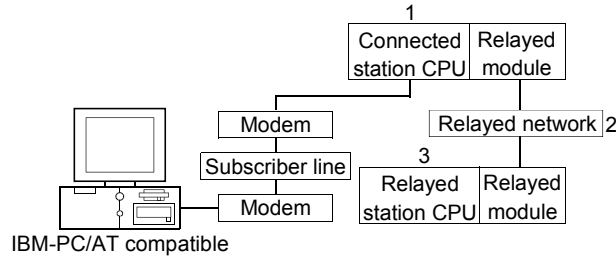 1
Connected
station CPU
Relayed
module
Modem
Relayed network 2
Subscriber line
3
Modem
Relayed
station CPU
Relayed
module
IBM-PC/AT compatible